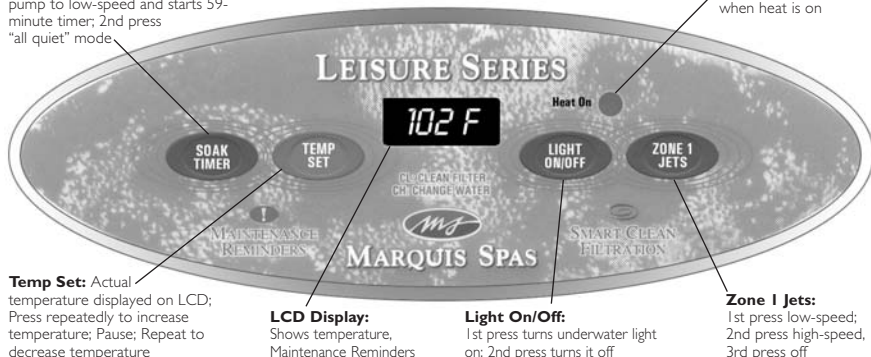 pump to low-speed and starts 59-
minute timer; 2nd press
“all quiet” mode
when heat is on
LEISURE SERIES
Heat On
102 F
SOAK
TIMER
TEMP
SET
LIGHT
ON/OFF
ZONE 1
JETS
CL-CLEAN FILTER
CH-CHANGE WATER
MAINTENANCE
REMINDERS
SMART CLEAN
FILTRATION
MARQUIS SPAS
Temp Set: Actual
temperature displayed on LCD;
Press repeatedly to increase
temperature; Pause; Repeat to
decrease temperature
LCD Display:
Shows temperature,
Maintenance Reminders
Light On/Off:
1st press turns underwater light
on; 2nd press turns it off
Zone 1 Jets:
1st press low-speed;
2nd press high-speed,
3rd press off